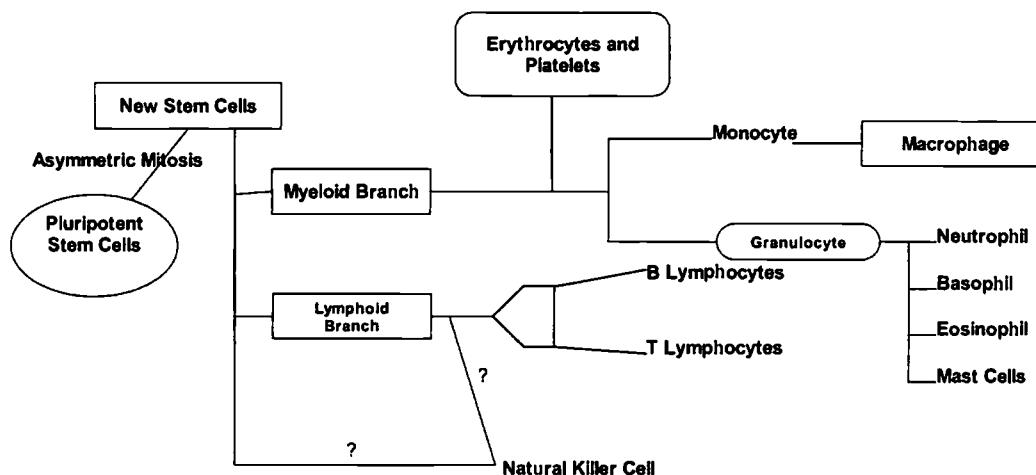 Erythrocytes and
Platelets
New Stem Cells
Asymmetric Mitosis
Pluripotent
Stem Cells
Myeloid Branch
Monocyte
Macrophage
Granulocyte
Neutrophil
Basophil
Eosinophil
Mast Cells
Lymphoid
Branch
B Lymphocytes
T Lymphocytes
?
?
Natural Killer Cell